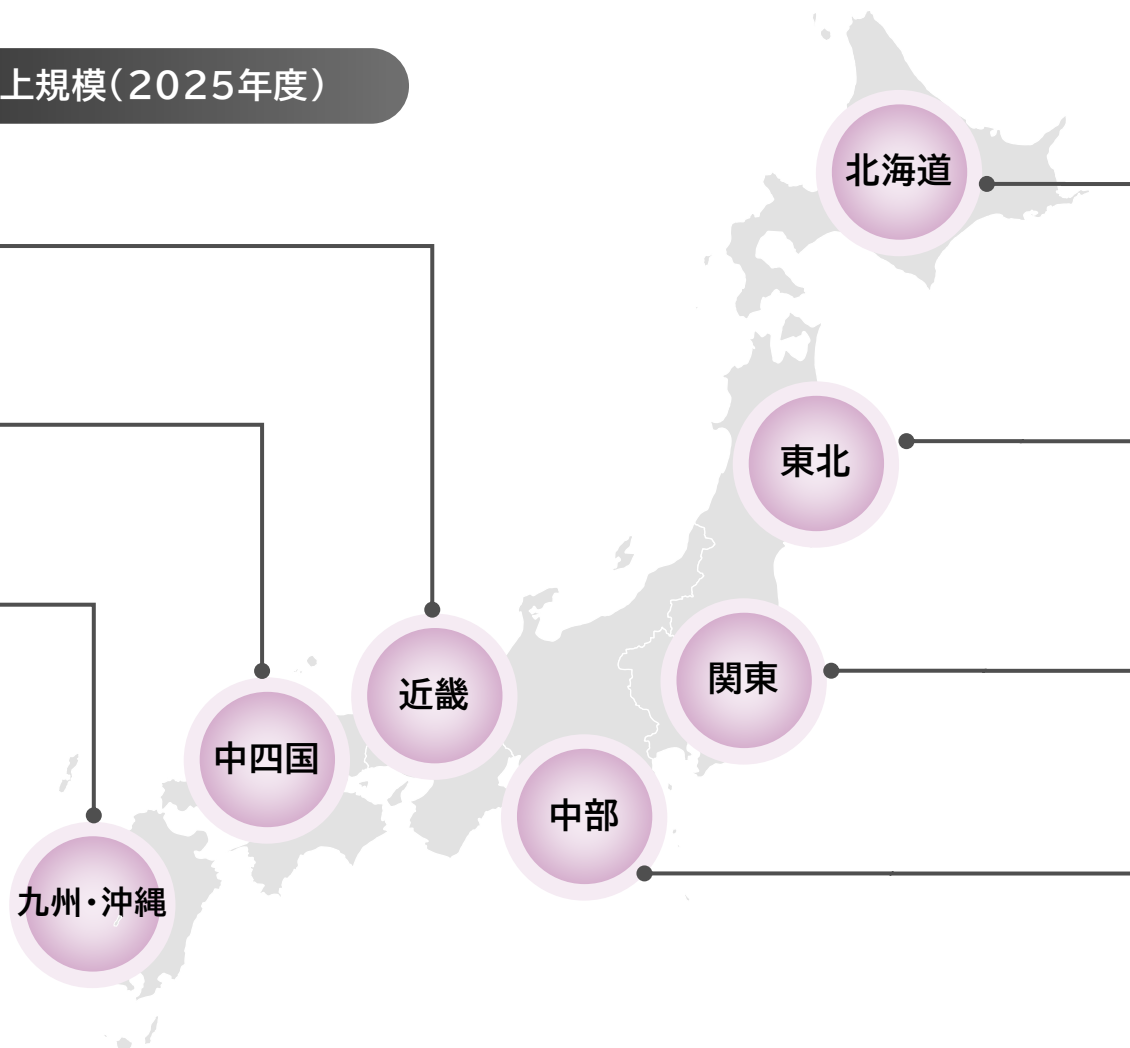 上規模（2025年度）
北海道
東北
関東
近畿
中四国
中部
九州・沖縄